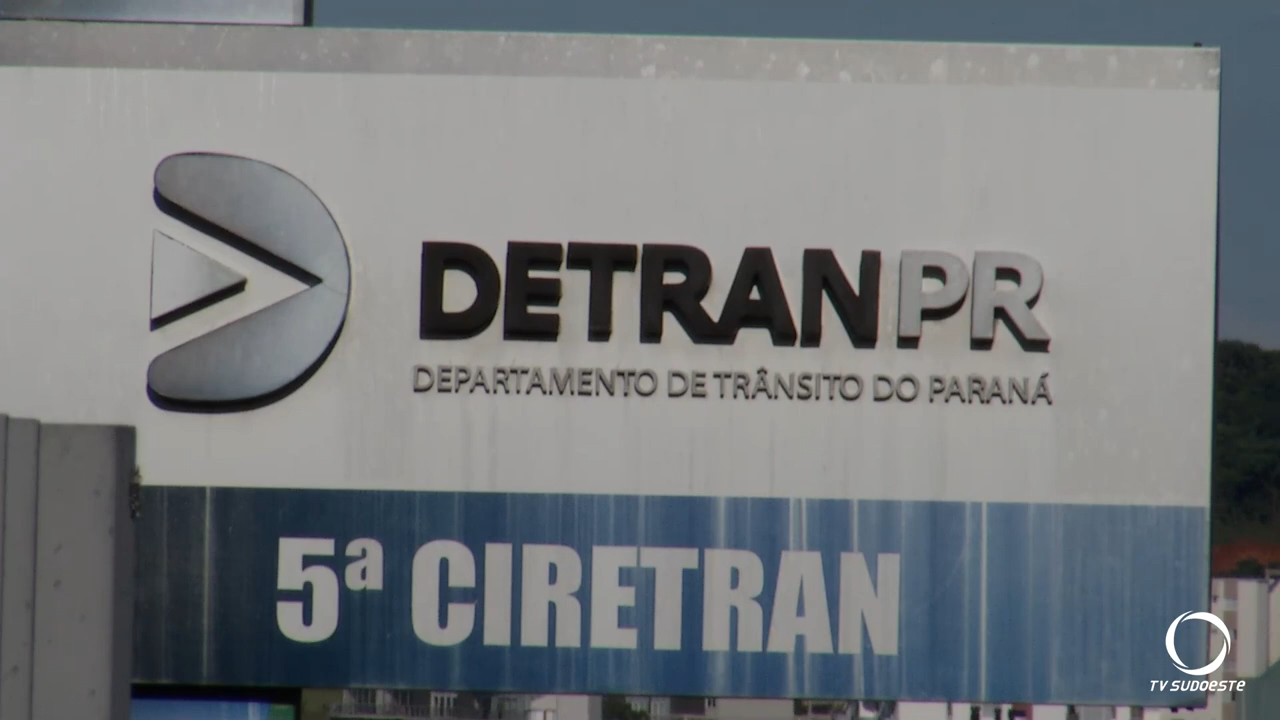 DETRANPR
DEPARTAMENTO DE TRÂNSITO DO PARANÁ
5ª CIRETRAN
TV SUDOESTE